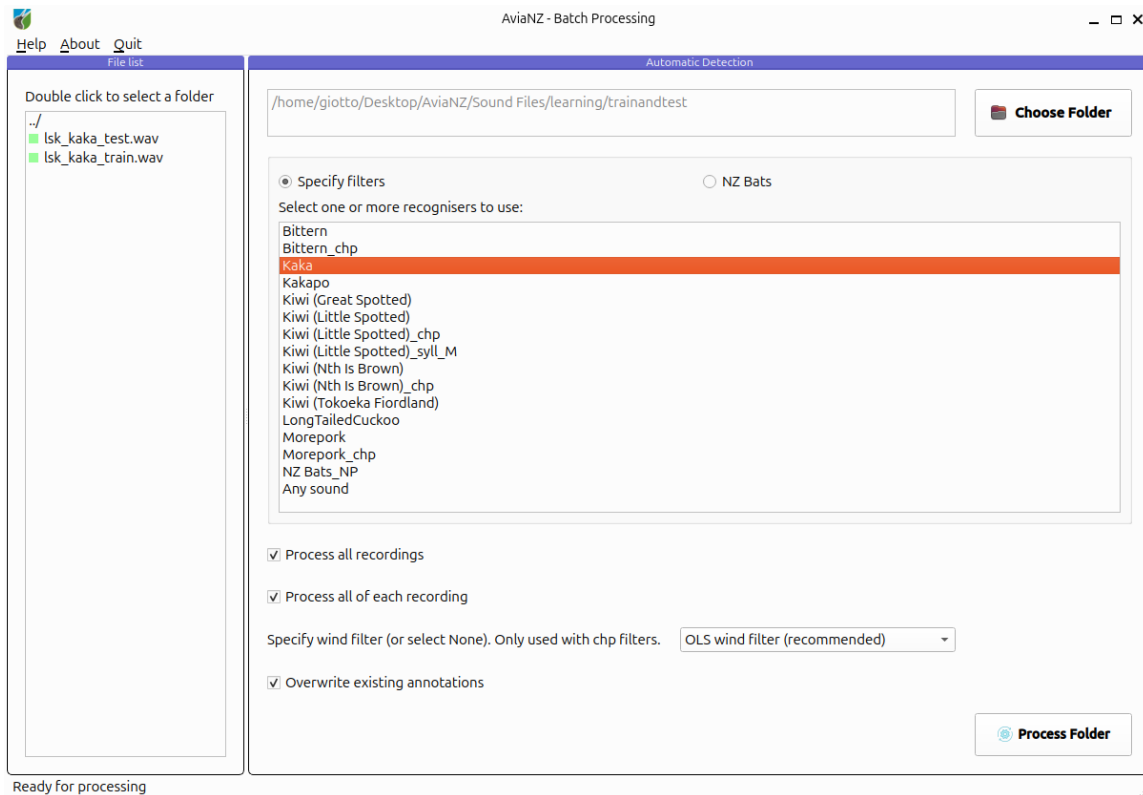 AviaNZ - Batch Processing
Help About Quit
File list
Double click to select a folder
../
lsk_kaka_test.wav
lsk_kaka_train.wav
Automatic Detection
/home/giotto/Desktop/AviaNZ/Sound Files/learning/trainandtest
Choose Folder
Specify filters
NZ Bats
Select one or more recognisers to use:
Bittern
Bittern_chp
Kaka
Kakapo
Kiwi (Great Spotted)
Kiwi (Little Spotted)
Kiwi (Little Spotted)_chp
Kiwi (Little Spotted)_syll_M
Kiwi (Nth Is Brown)
Kiwi (Nth Is Brown)_chp
Kiwi (Tokoeka Fiordland)
LongTailedCuckoo
Morepork
Morepork_chp
NZ Bats_NP
Any sound
Process all recordings
Process all of each recording
Specify wind filter (or select None). Only used with chp filters.
OLS wind filter (recommended)
Overwrite existing annotations
Process Folder
Ready for processing